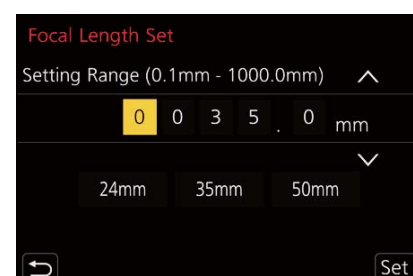 Focal Length Set
Setting Range (0.1mm - 1000.0mm)
0 0 3 5 . 0 mm
24mm 35mm 50mm
Set